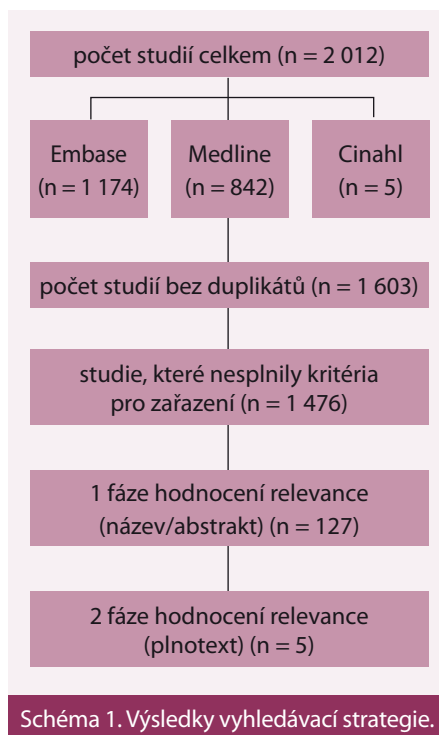 počet studií celkem (n = 2 012)
Embase
(n = 1 174)
Medline
(n = 842)
Cinahl
(n = 5)
počet studií bez duplikátů (n = 1 603)
studie, které nesplnily kritéria
pro zařazení (n = 1 476)
1 fáze hodnocení relevance
(název/abstrakt) (n = 127)
2 fáze hodnocení relevance
(plnotext) (n = 5)
Schéma 1. Výsledky vyhledávací strategie.